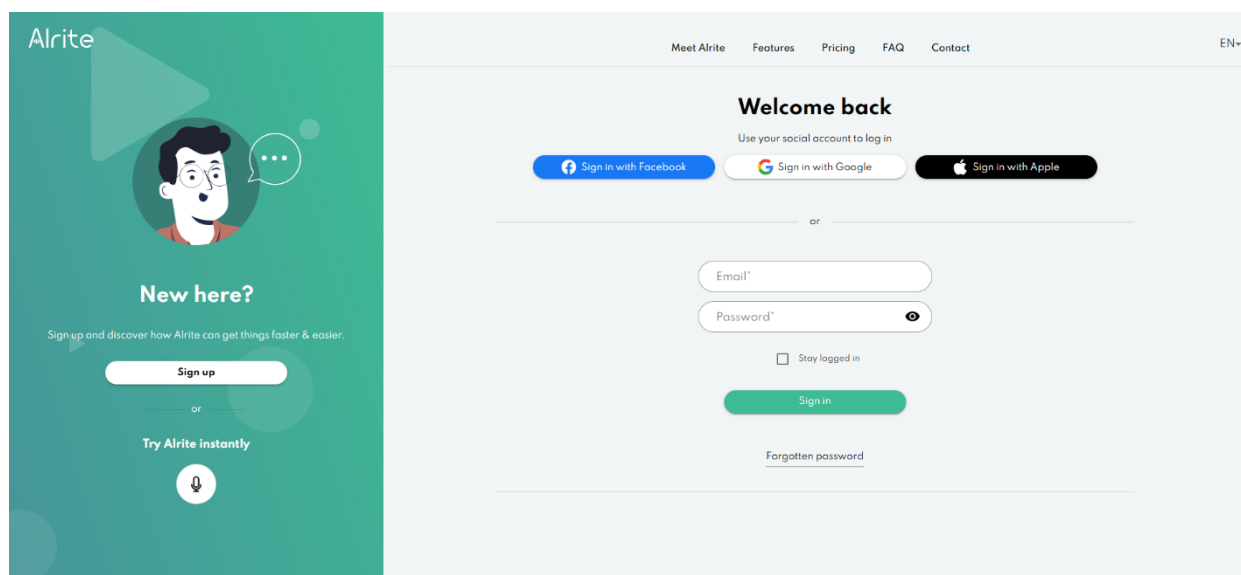 Alrite
Meet Alrite Features Pricing FAQ Contact
EN
Welcome back
Use your social account to log in
Sign in with Facebook
Sign in with Google
Sign in with Apple
or
Email*
Password*
Stay logged in
Sign in
Forgotten password
New here?
Sign up and discover how Alrite can get things faster & easier.
Sign up
or
Try Alrite instantly